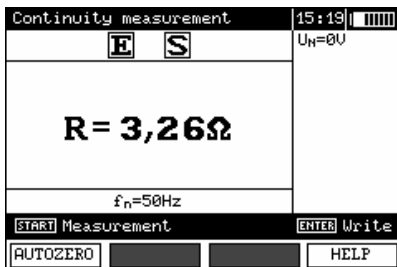 Continuity measurement 15:19
E S
UN=0V
R= 3,26Ω
fn=50Hz
START Measurement ENTER Write
AUTOZERO HELP